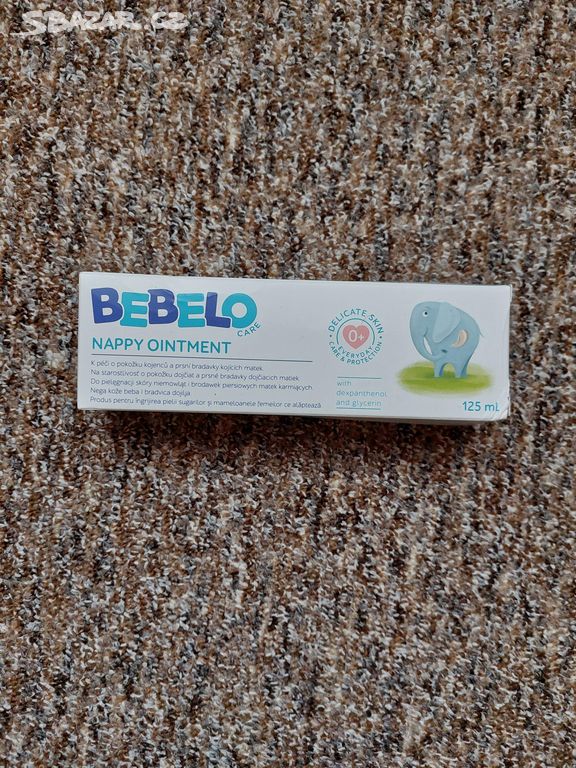 SBAZAR.CZ
BEBELO
CARE
NAPPY OINTMENT
K péči o pokožku kojenců a prsní bradavky kojících matek.
Na starostlivosť o pokožku dojčiat a prsné bradavky dojčiacich matiek.
Do pielęgnacji skóry niemowląt i brodawek piersiowych matek karmiących.
Nega kože beba i bradavica dojilja
Produs pentru îngrijirea pielii sugarilor și mameloanele femeilor ce alăptează
DELICATE SKIN
0+
EVERYDAY
CARE & PROTECTION
with
dexpanthenol
and glycerin
125 ml